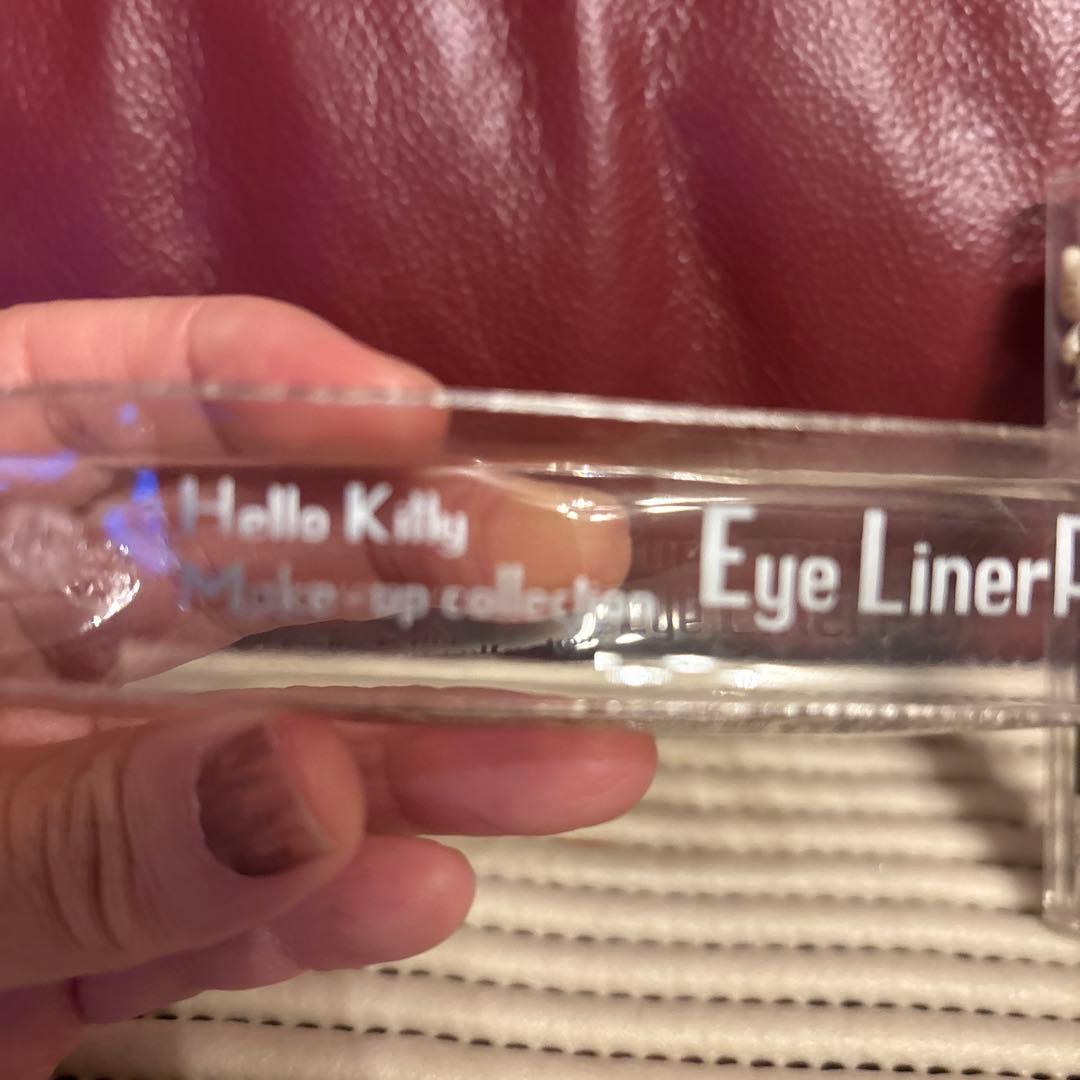 Hello Kitty
Make-up collection
Eye Liner P